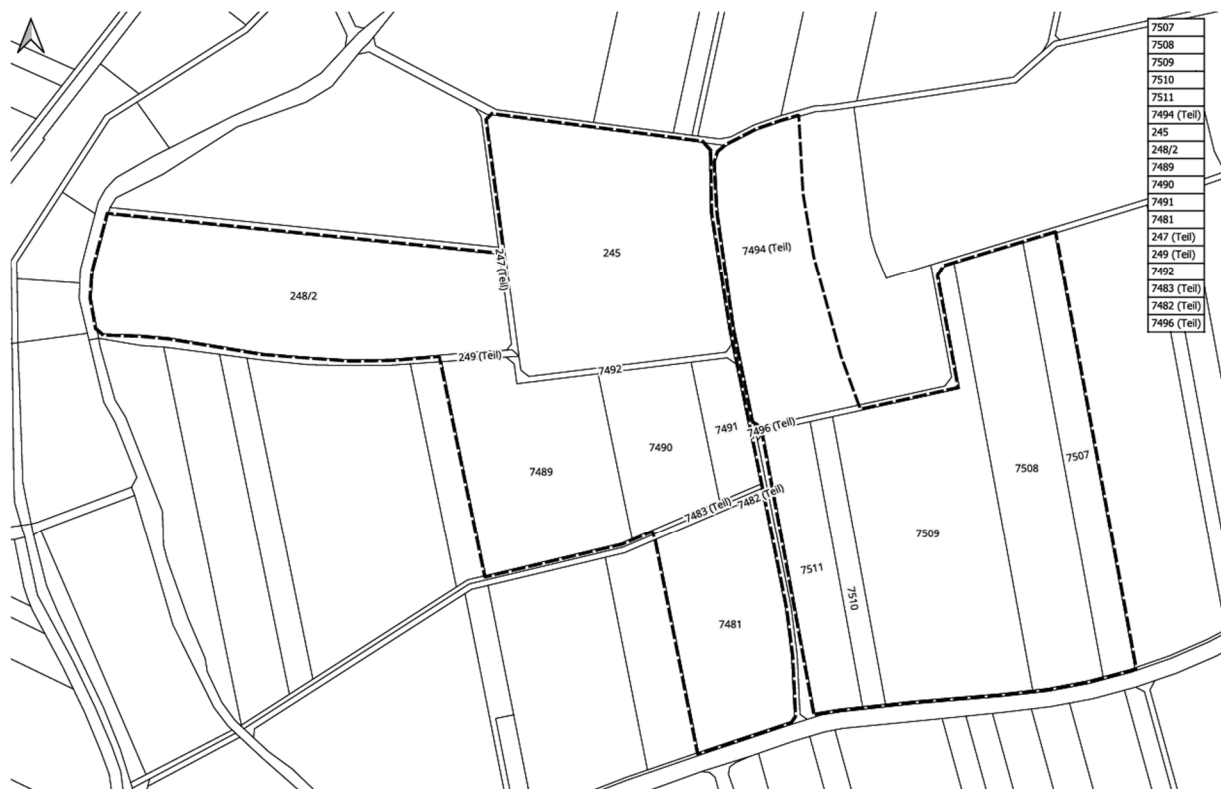 7507
7508
7509
7510
7511
7494 (Teil)
245
248/2
7489
7490
7491
7481
247 (Teil)
249 (Teil)
7492
7483 (Teil)
7482 (Teil)
7496 (Teil)
245
7494 (Teil)
247 (Teil)
248/2
249 (Teil)
7492
7491
7496 (Teil)
7490
7489
7507
7508
7483 (Teil)
7482 (Teil)
7509
7511
7510
7481